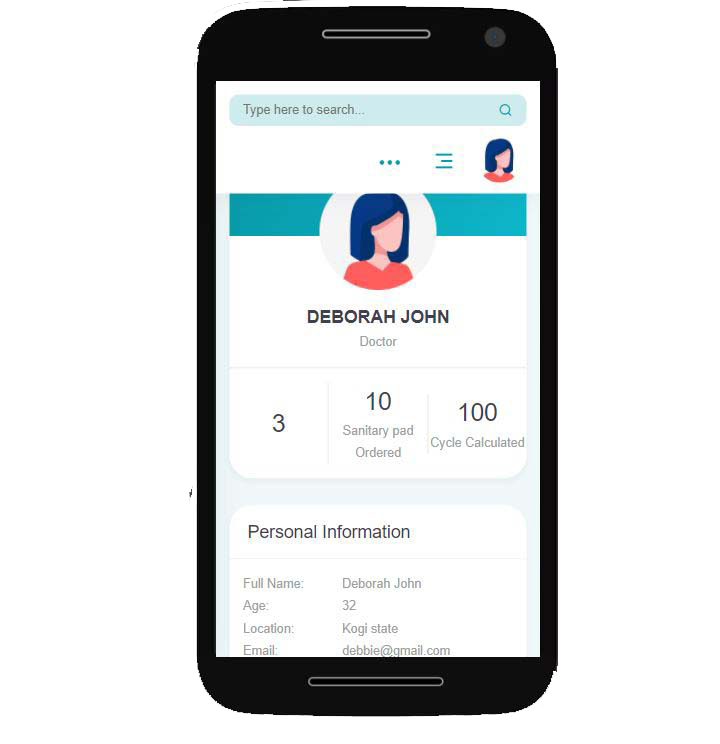 Type here to search...
DEBORAH JOHN
Doctor
3
10
Sanitary pad
Ordered
100
Cycle Calculated
Personal Information
Full Name: Deborah John
Age: 32
Location: Kogi state
Email: debbie@gmail.com